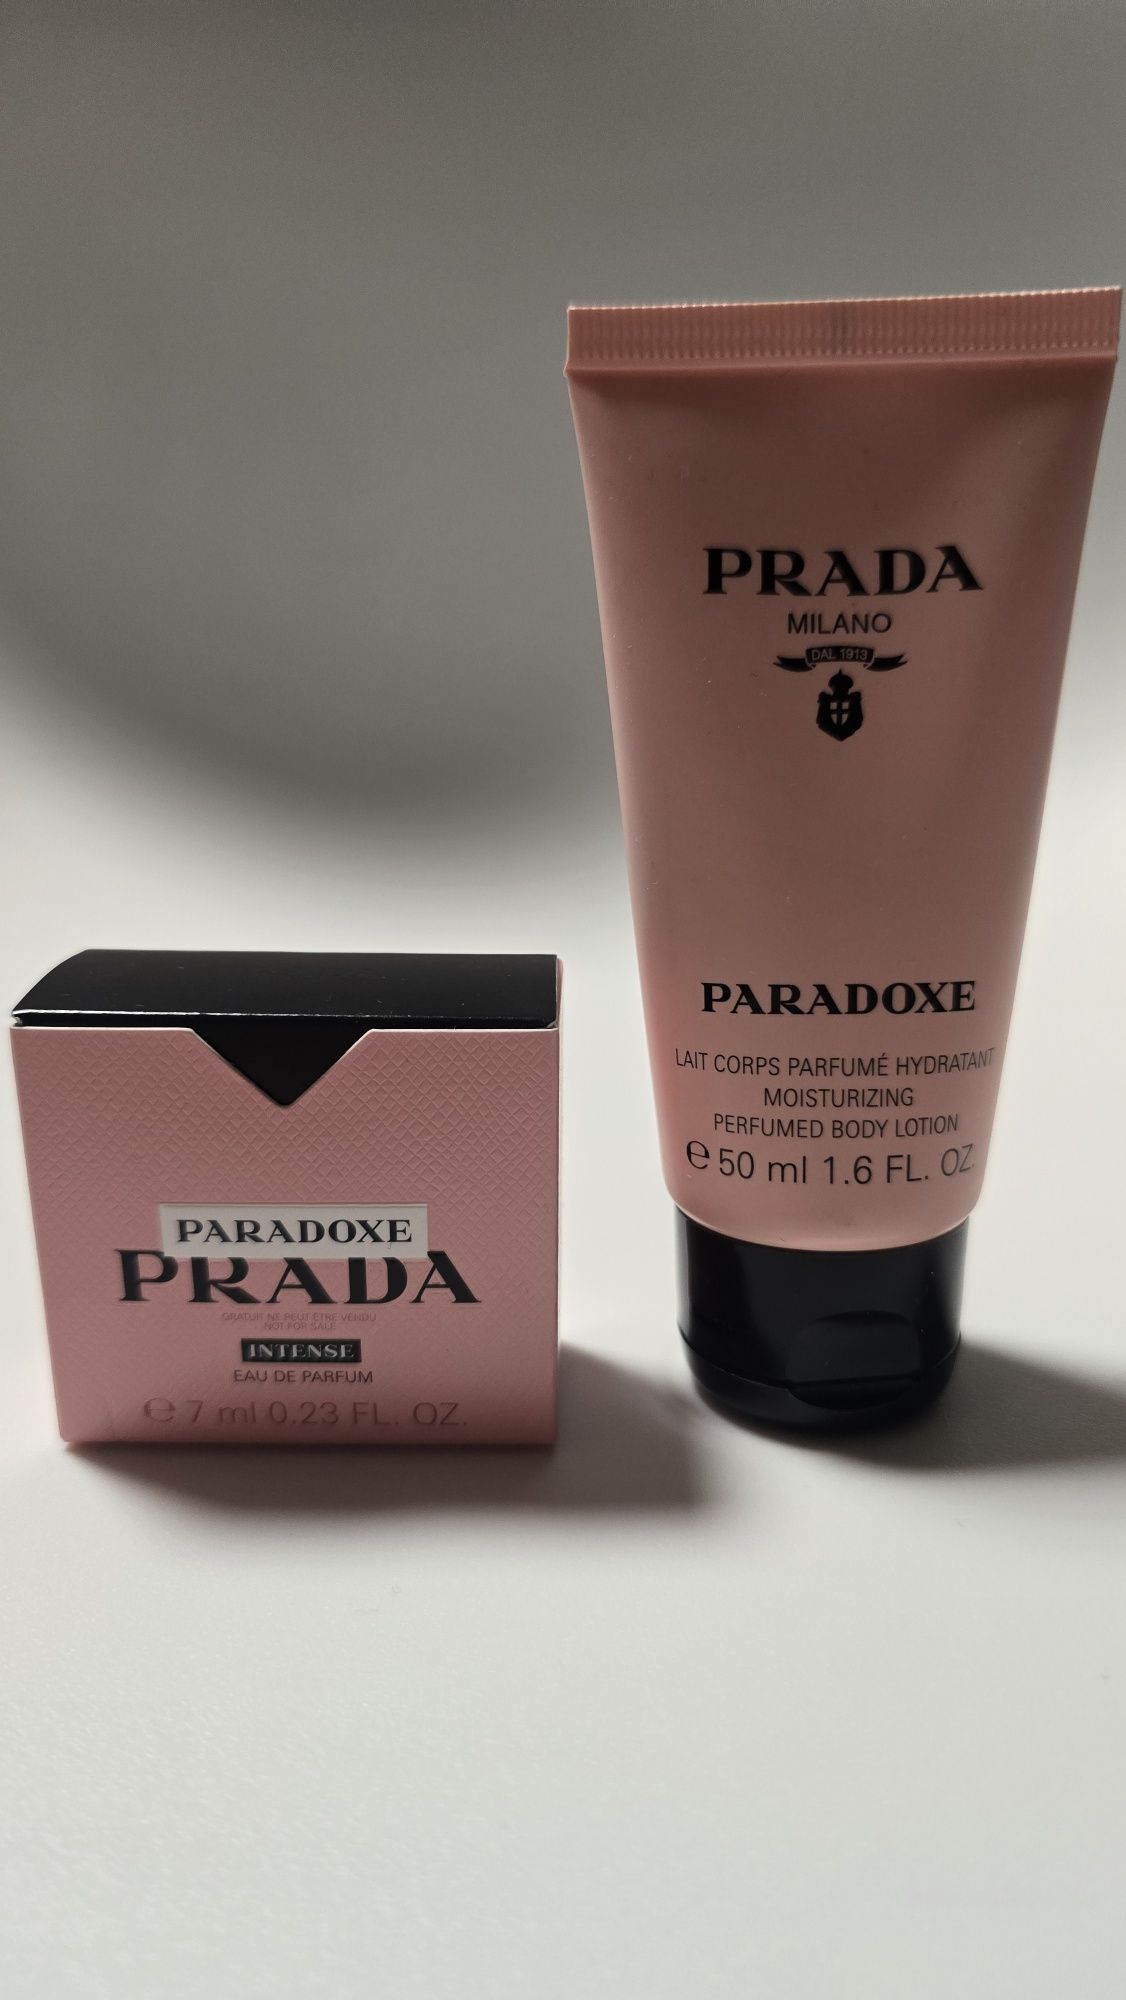 PRADA
MILANO
DAL 1913
PARADOXE
LAIT CORPS PARFUMÉ HYDRATANT
MOISTURIZING
PERFUMED BODY LOTION
℮ 50 ml 1.6 FL. OZ.
PARADOXE
PRADA
GRATUIT NE PEUT ÊTRE VENDU
NOT FOR SALE
INTENSE
EAU DE PARFUM
℮ 7 ml 0.23 FL. OZ.